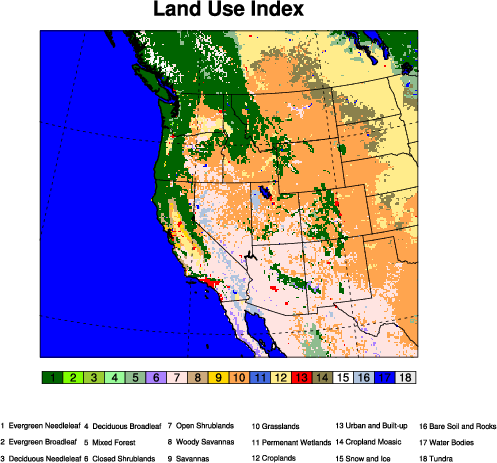 Land Use Index
1 2 3 4 5 6 7 8 9 10 11 12 13 14 15 16 17 18
1 Evergreen Needleleaf 4 Deciduous Broadleaf 7 Open Shrublands 10 Grasslands 13 Urban and Built-up 16 Bare Soil and Rocks
2 Evergreen Broadleaf 5 Mixed Forest 8 Woody Savannas 11 Permenant Wetlands 14 Cropland Moasic 17 Water Bodies
3 Deciduous Needleleaf 6 Closed Shrublands 9 Savannas 12 Croplands 15 Snow and Ice 18 Tundra